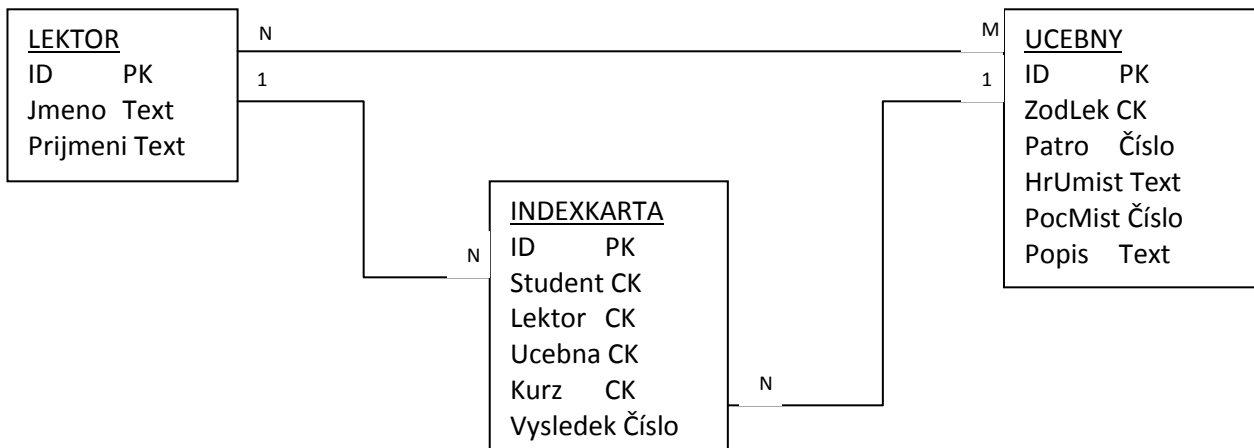 N
M
1
1
LEKTOR
ID PK
Jmeno Text
Prijmeni Text
UCEBNY
ID PK
ZodLek CK
Patro Číslo
HrUmist Text
PocMist Číslo
Popis Text
N
INDEXKARTA
ID PK
Student CK
Lektor CK
Ucebna CK
Kurz CK
Vysledek Číslo
N